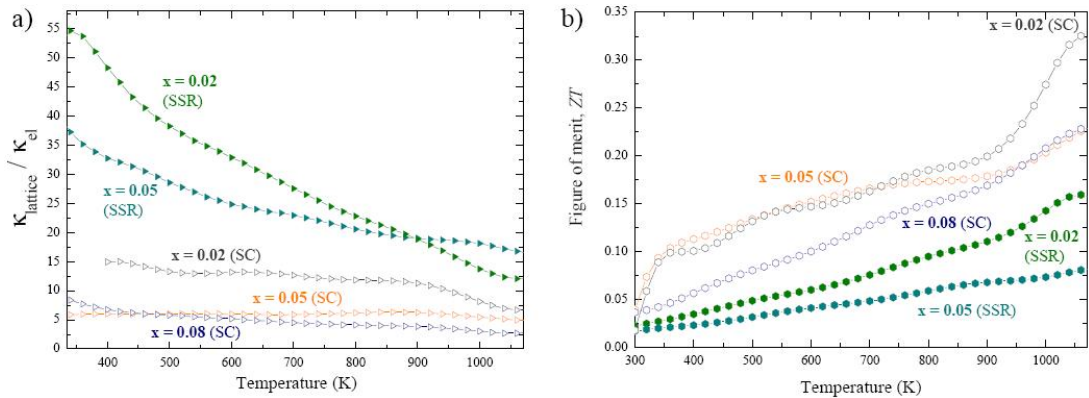 a)
κlattice / κel
55
50
45
40
35
30
25
20
15
10
5
0
x = 0.02
(SSR)
x = 0.05
(SSR)
x = 0.02 (SC)
x = 0.05 (SC)
x = 0.08 (SC)
400 500 600 700 800 900 1000
Temperature (K)
b)
Figure of merit, ZT
0.35
0.30
0.25
0.20
0.15
0.10
0.05
0.00
x = 0.02 (SC)
x = 0.05 (SC)
x = 0.08 (SC)
x = 0.02
(SSR)
x = 0.05 (SSR)
300 400 500 600 700 800 900 1000
Temperature (K)